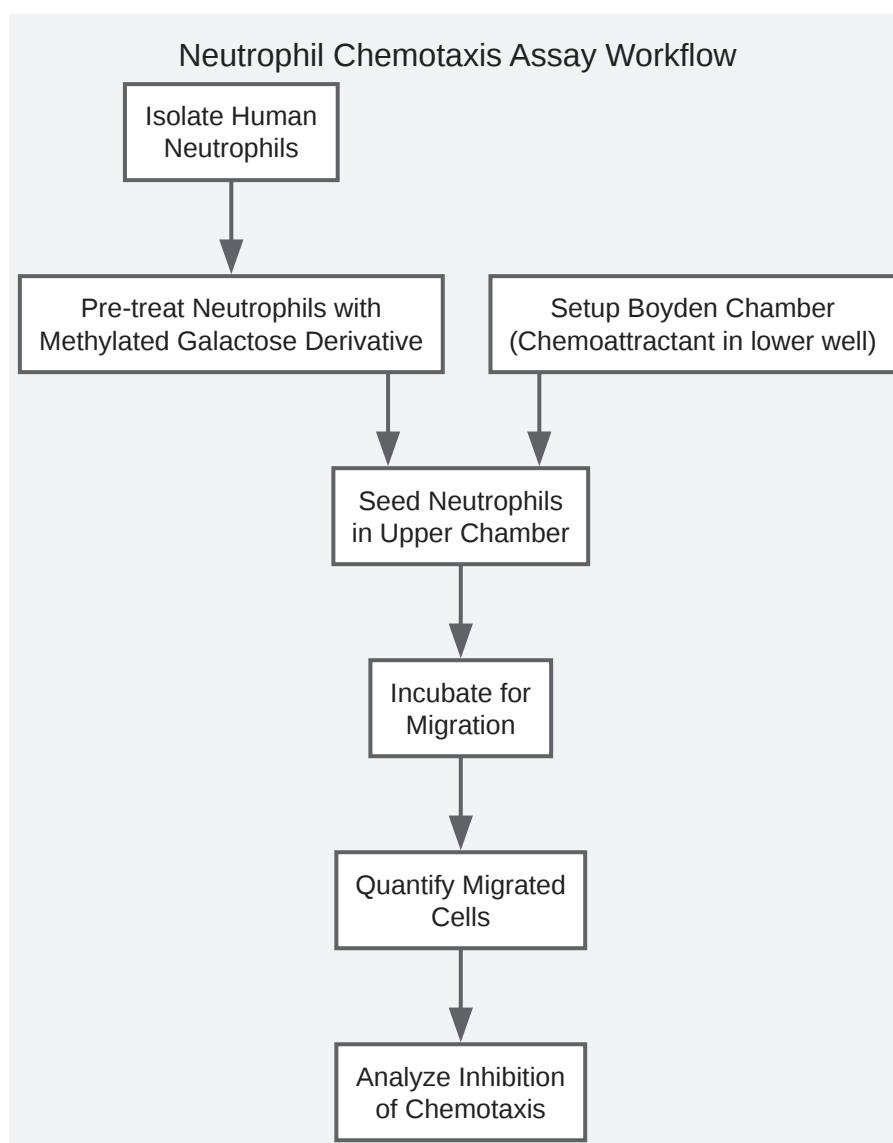 Neutrophil Chemotaxis Assay Workflow
Isolate Human
Neutrophils
Pre-treat Neutrophils with
Methylated Galactose Derivative
Setup Boyden Chamber
(Chemoattractant in lower well)
Seed Neutrophils
in Upper Chamber
Incubate for
Migration
Quantify Migrated
Cells
Analyze Inhibition
of Chemotaxis